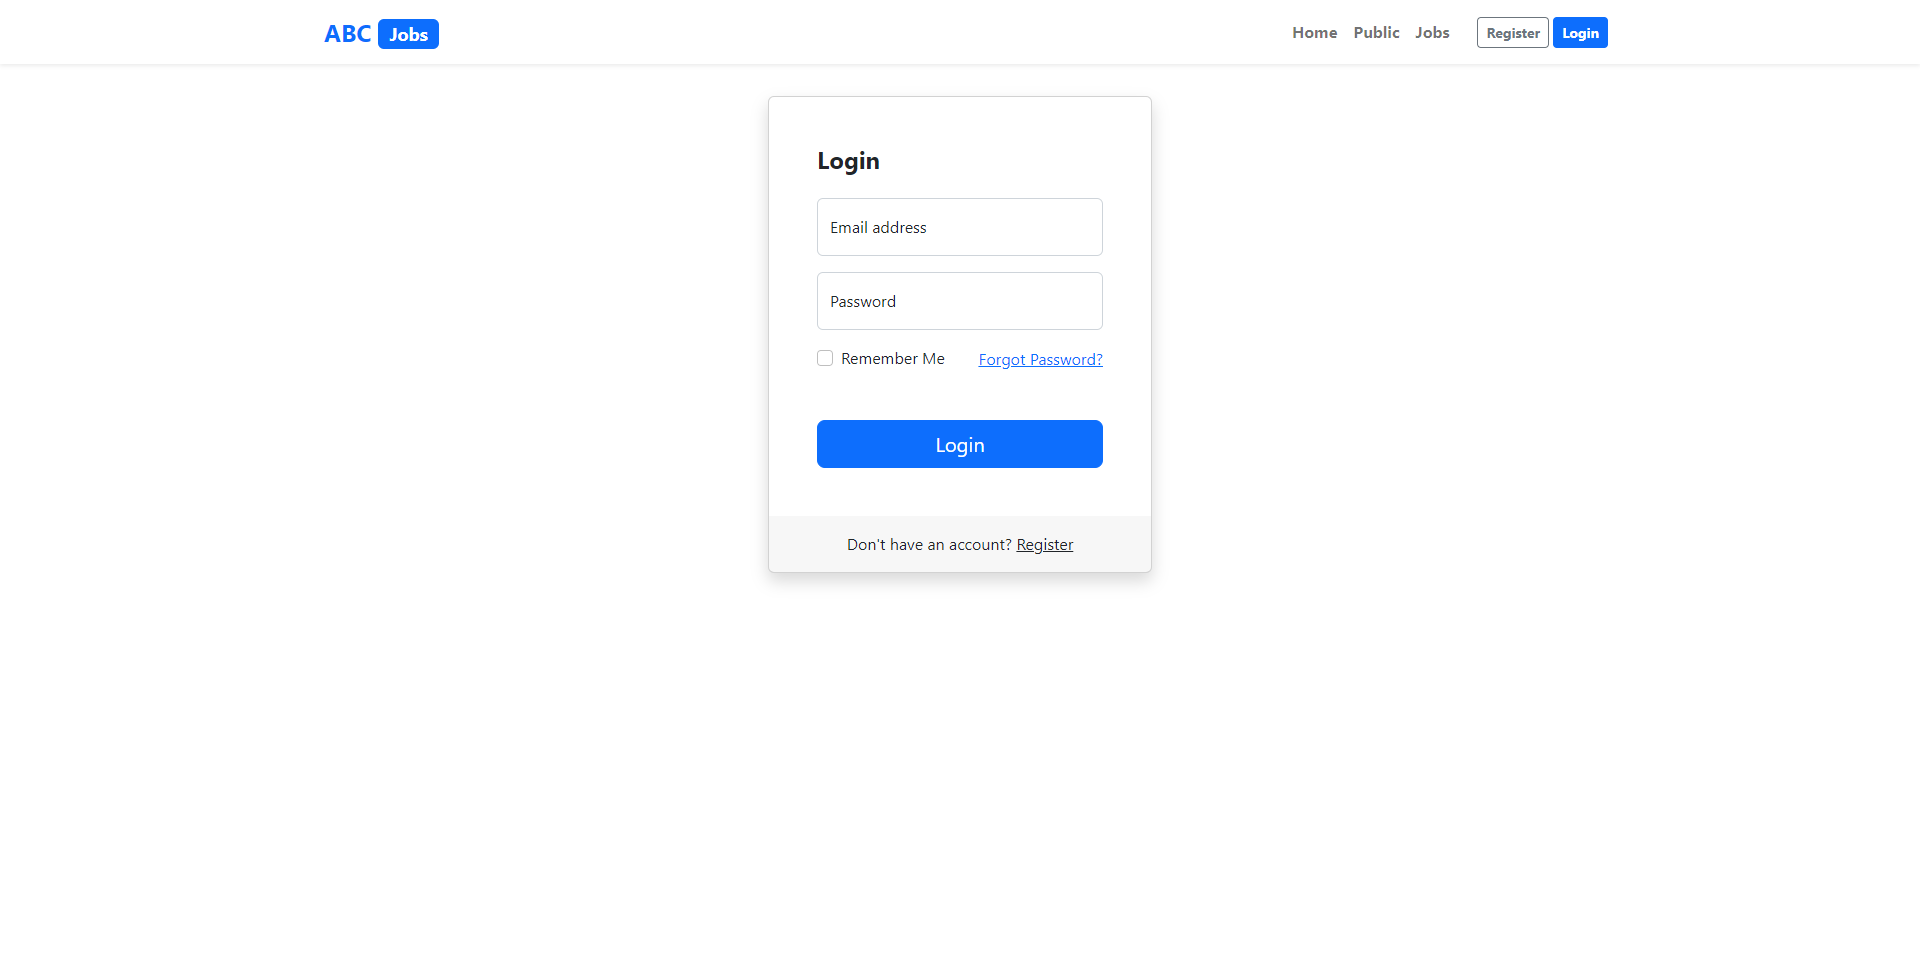 ABC Jobs
Home Public Jobs Register Login
Login
Email address
Password
Remember Me Forgot Password?
Login
Don't have an account? Register